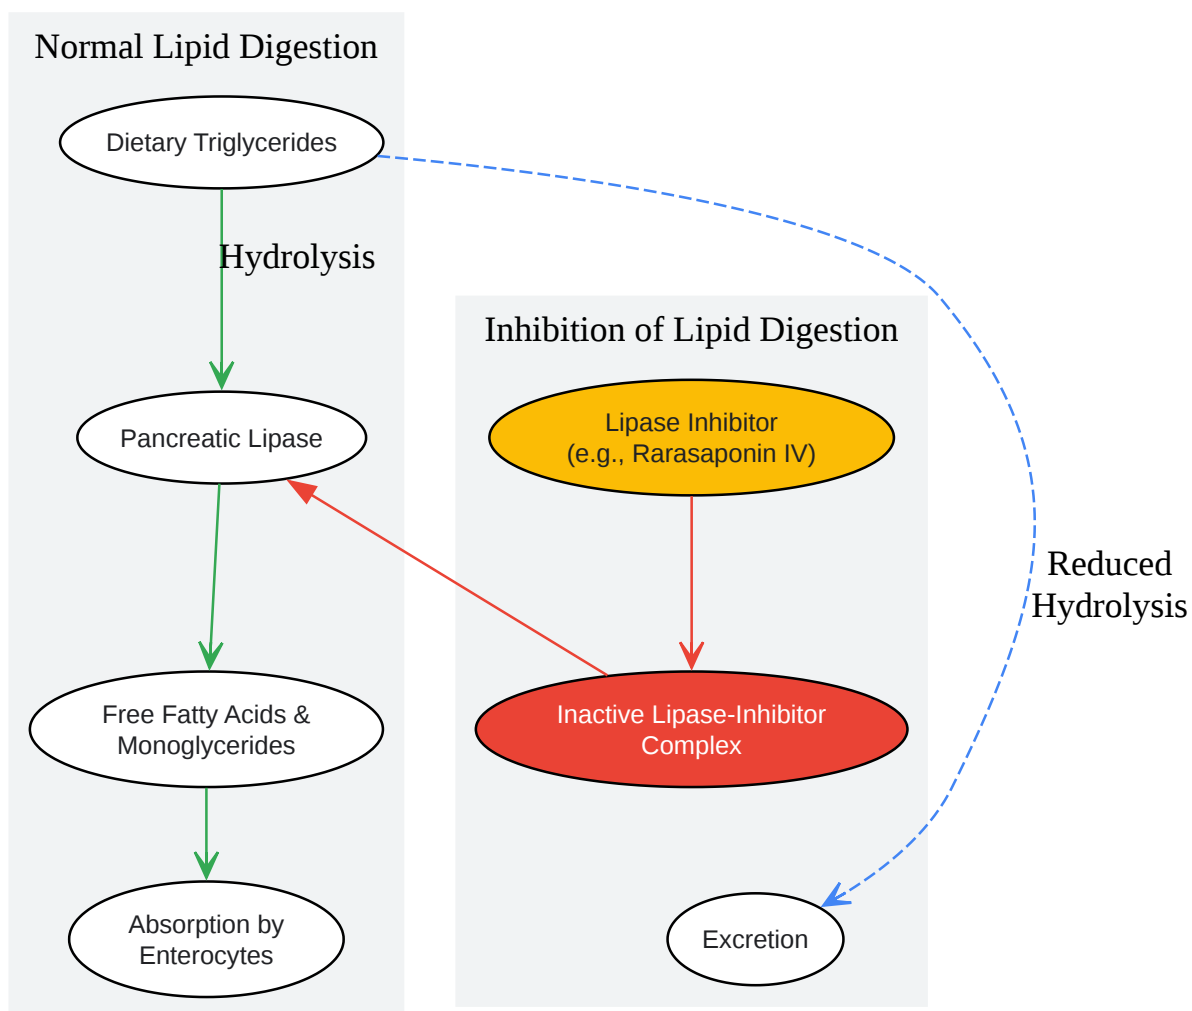 Normal Lipid Digestion
Dietary Triglycerides
Hydrolysis
Pancreatic Lipase
Free Fatty Acids &
Monoglycerides
Absorption by
Enterocytes
Inhibition of Lipid Digestion
Lipase Inhibitor
(e.g., Rarasaponin IV)
Inactive Lipase-Inhibitor
Complex
Excretion
Reduced
Hydrolysis